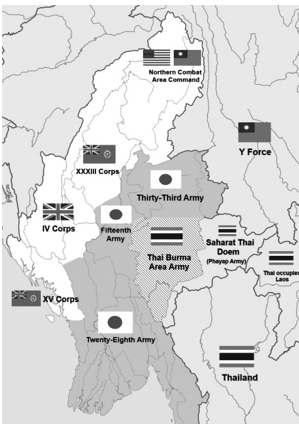 Northern Combat
Area Command
XXXIII Corps
Y Force
Thirty-Third Army
IV Corps
Fifteenth
Army
Thai Burma
Area Army
Saharat Thai
Doem
(Phayap Army)
Thai occupied
Laos
XV Corps
Twenty-Eighth Army
Thailand